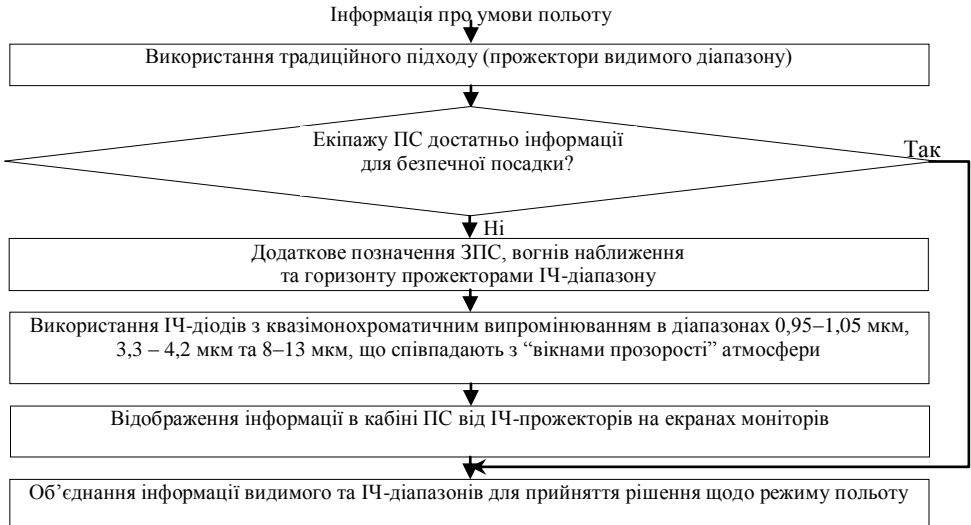 Інформація про умови польоту
Використання традиційного підходу (прожектори видимого діапазону)
Екіпажу ПС достатньо інформації
для безпечної посадки?
Так
Ні
Додаткове позначення ЗПС, вогнів наближення
та горизонту прожекторами ІЧ-діапазону
Використання ІЧ-діодів з квазімонохроматичним випромінюванням в діапазонах 0,95–1,05 мкм,
3,3 – 4,2 мкм та 8–13 мкм, що співпадають з “вікнами прозорості” атмосфери
Відображення інформації в кабіні ПС від ІЧ-прожекторів на екранах моніторів
Об’єднання інформації видимого та ІЧ-діапазонів для прийняття рішення щодо режиму польоту